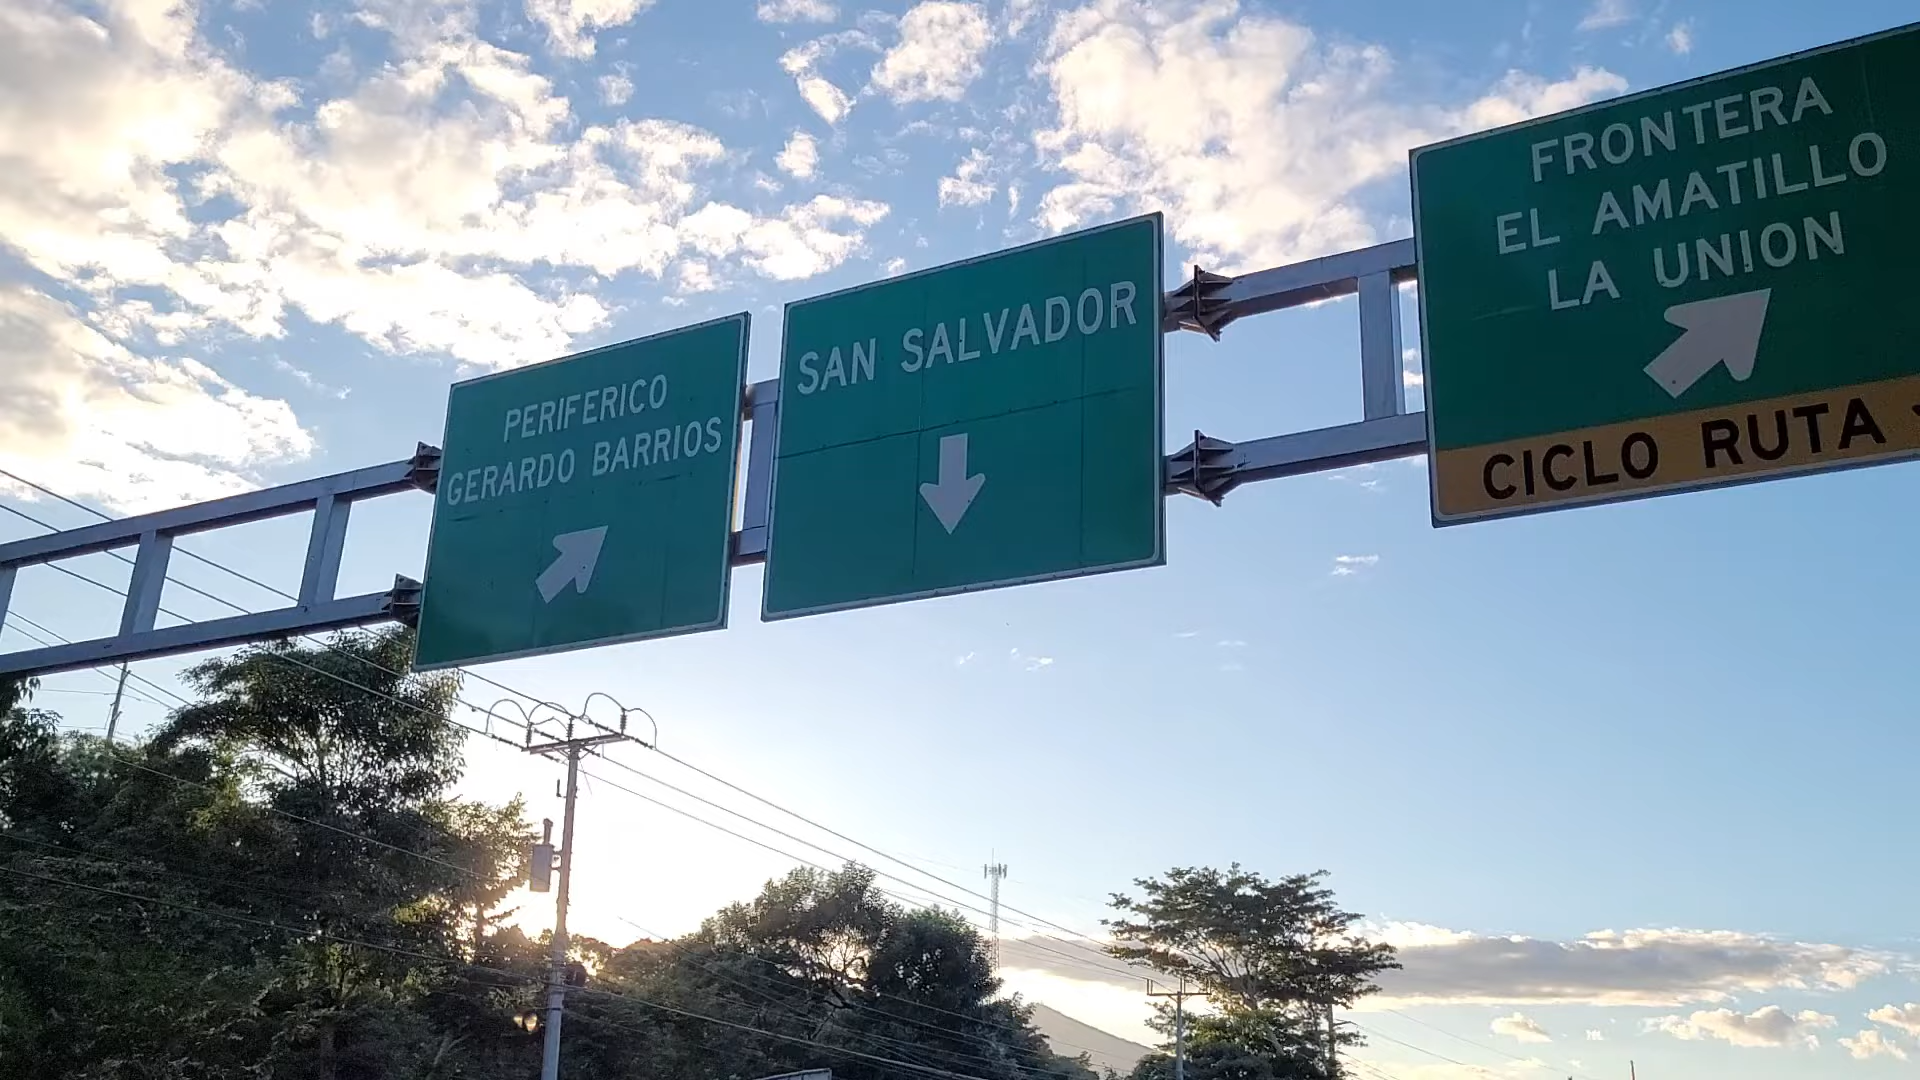 PERIFERICO
GERARDO BARRIOS
SAN SALVADOR
FRONTERA
EL AMATILLO
LA UNION
CICLO RUTA